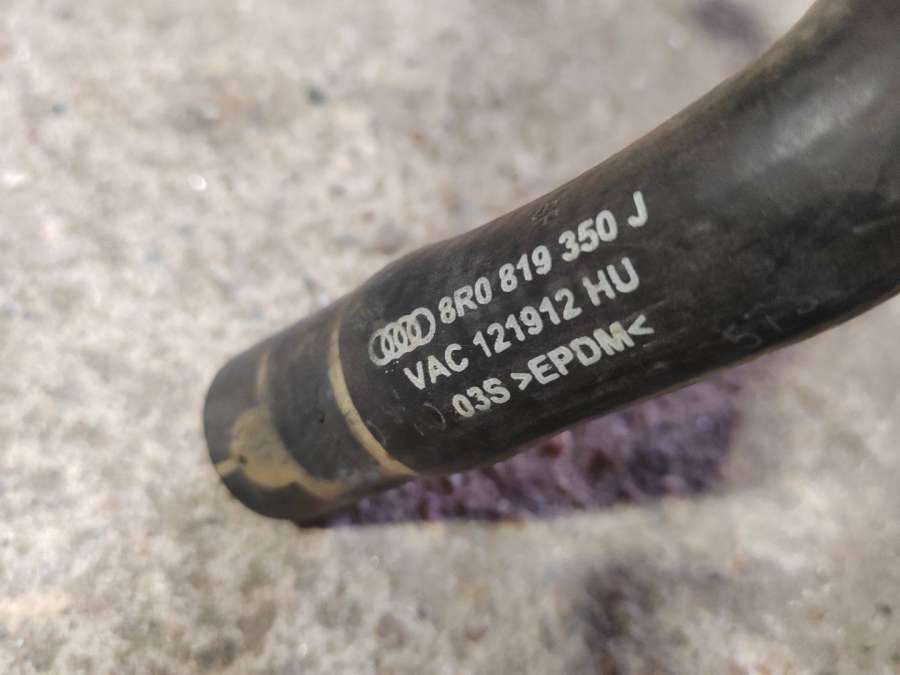 8R0 819 350 J
VAC 121912 HU
03S >EPDM<